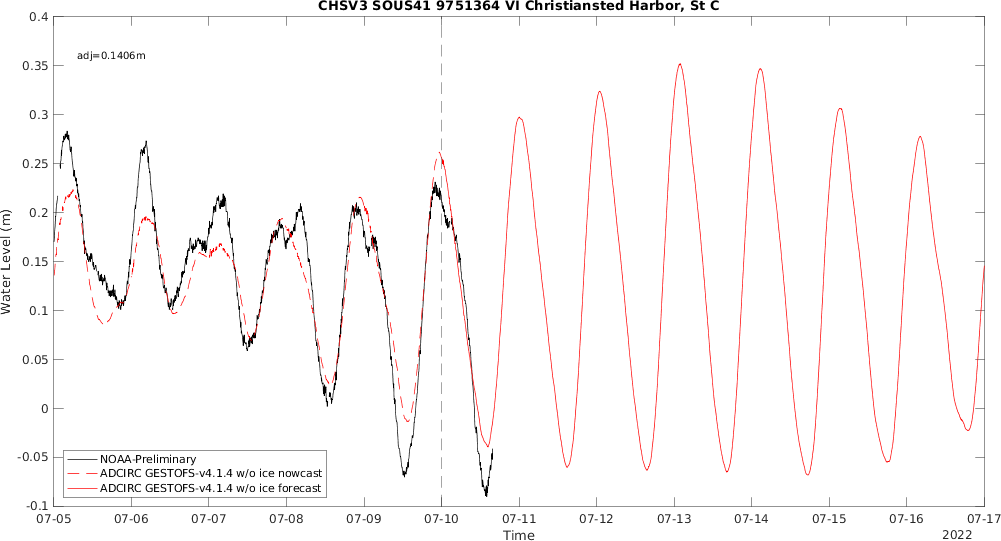 CHSV3 SOUS41 9751364 VI Christiansted Harbor, St C
adj=0.1406m
0.4
0.35
0.3
0.25
0.2
0.15
0.1
0.05
0
-0.05
-0.1
Water Level (m)
NOAA-Preliminary
ADCIRC GESTOFS-v4.1.4 w/o ice nowcast
ADCIRC GESTOFS-v4.1.4 w/o ice forecast
07-05 07-06 07-07 07-08 07-09 07-10 07-11 07-12 07-13 07-14 07-15 07-16 07-17
Time
2022